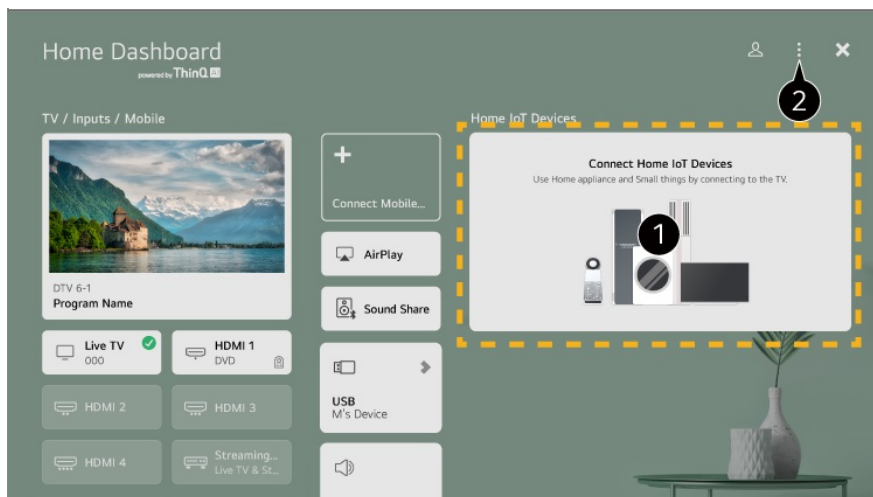 Home Dashboard
powered by ThinQ AI
2
TV / Inputs / Mobile
Home IoT Devices
DTV 6-1
Program Name
Connect Mobile...
AirPlay
Sound Share
Connect Home IoT Devices
Use Home appliance and Small things by connecting to the TV.
1
Live TV
000
HDMI 1
DVD
USB
M's Device
HDMI 2
HDMI 3
HDMI 4
Streaming...
Live TV & St...